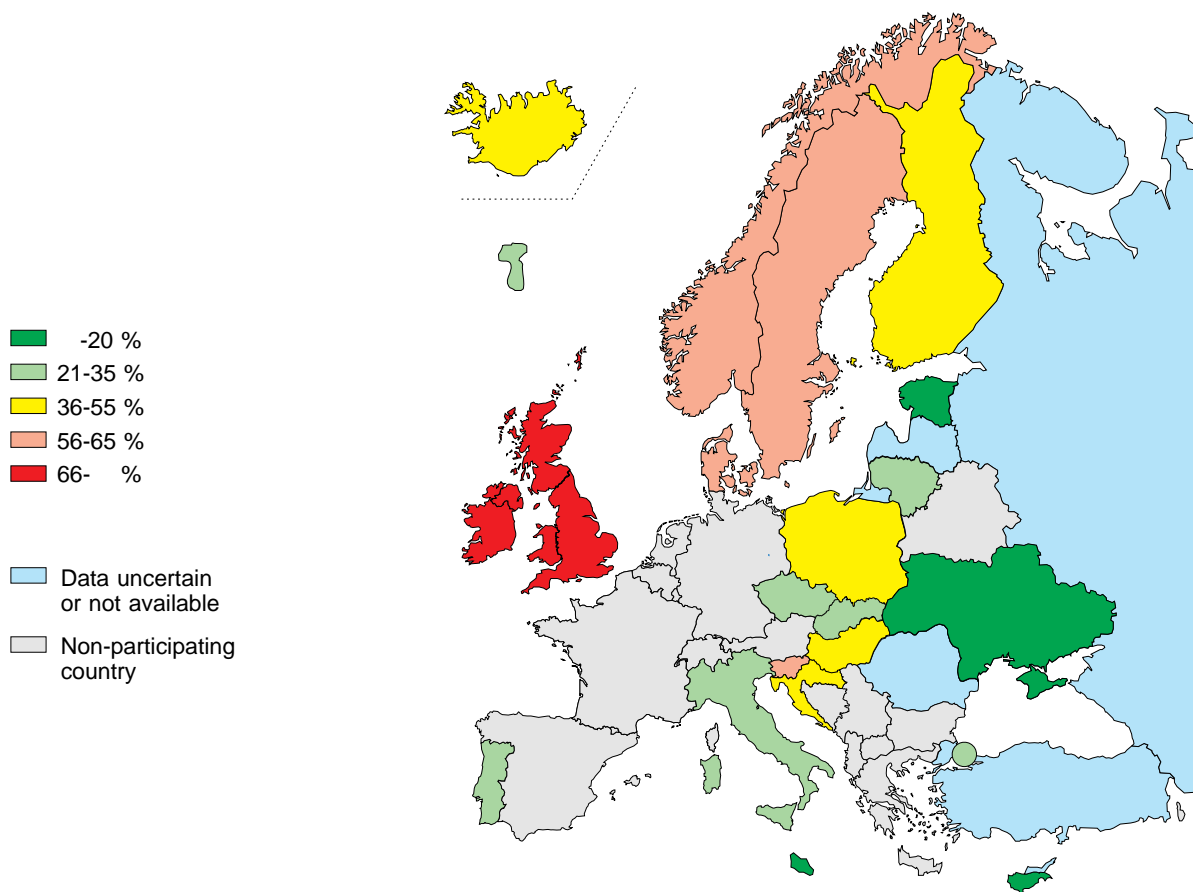 -20 %
21-35 %
36-55 %
56-65 %
66- %
Data uncertain
or not available
Non-participating
country